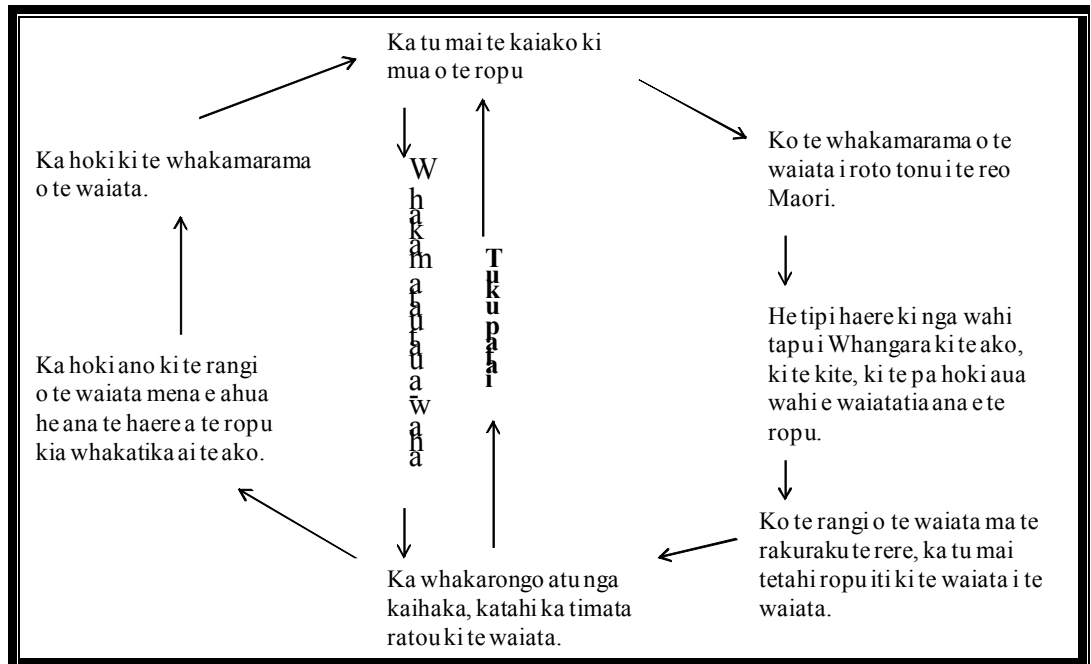 Ka tu mai te kaiako ki
mua o te ropu
Ko te whakamarama o te
waiata i roto tonu i te reo
Maori.
He tipi haere ki nga wahi
tapu i Whangara ki te ako,
ki te kite, ki te pa hoki aua
wahi e waiatatia ana e te
ropu.
Ko te rangi o te waiata ma te
rakuraku te rere, ka tu mai
tetahi ropu iti ki te waiata i te
waiata.
Ka whakarongo atu nga
kaihaka, katahi ka timata
ratou ki te waiata.
Ka hoki ano ki te rangi
o te waiata mena e ahua
he ana te haere a te ropu
kia whakatika ai te ako.
Ka hoki ki te whakamarama
o te waiata.
Whakamatautau a-waha
Tuku patai